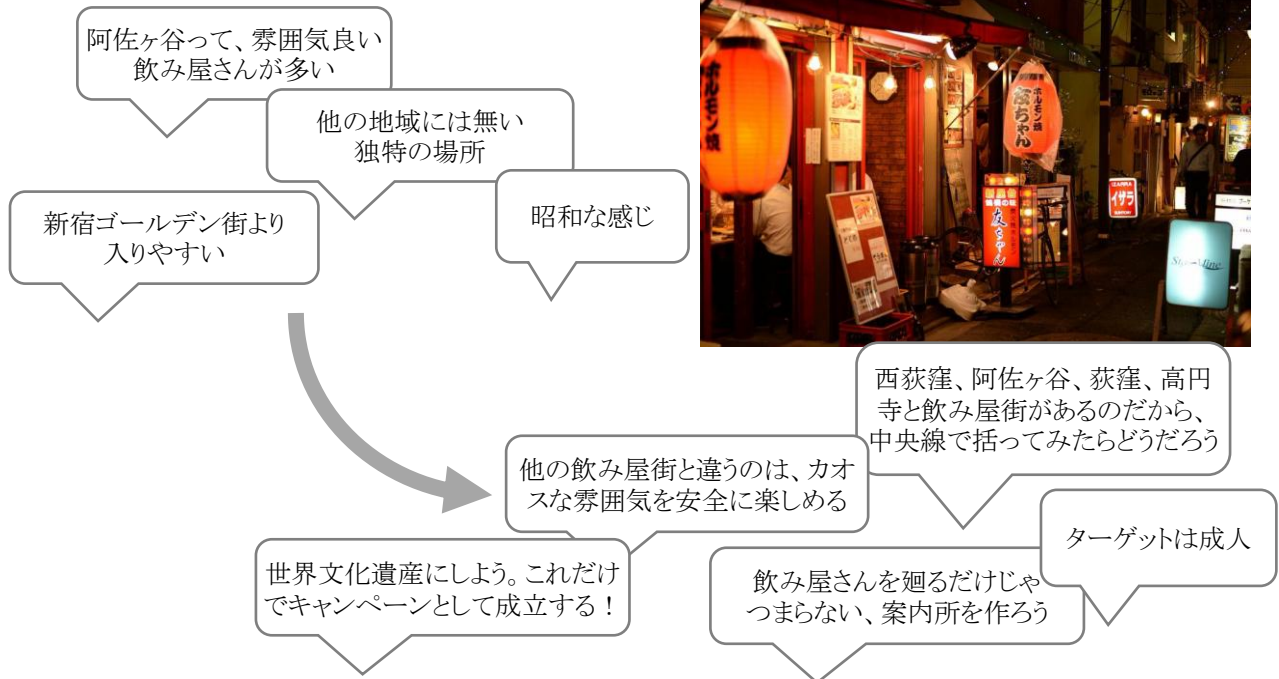 阿佐ヶ谷って、雰囲気良い
飲み屋さんが多い
他の地域には無い
独特の場所
昭和な感じ
新宿ゴールデン街より
入りやすい
ホルモン焼
ホルモン焼
友ちゃん
友ちゃん
イザラ
西荻窪、阿佐ヶ谷、荻窪、高円
寺と飲み屋街があるのだから、
中央線で括ってみたらどうだろう
他の飲み屋街と違うのは、カオ
スな雰囲気を安全に楽しめる
ターゲットは成人
世界文化遺産にしよう。これだけ
でキャンペーンとして成立する！
飲み屋さんを廻るだけじゃ
つまらない、案内所を作ろう